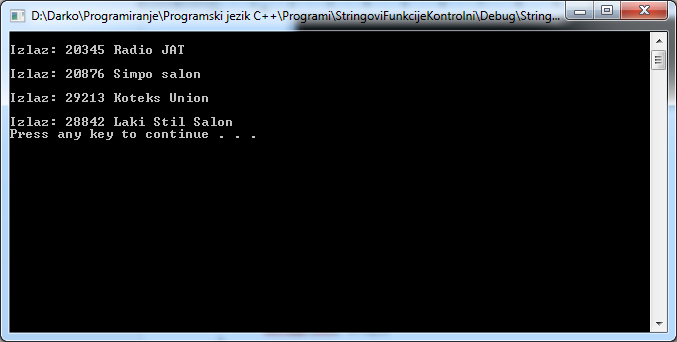 D:\Darko\Programiranje\Programski jezik C++\Programi\StringoviFunkcijeKontrolni\Debug\String...
Izlaz: 20345 Radio JAT
Izlaz: 20876 Simpo salon
Izlaz: 29213 Koteks Union
Izlaz: 28842 Laki Stil Salon
Press any key to continue . . .